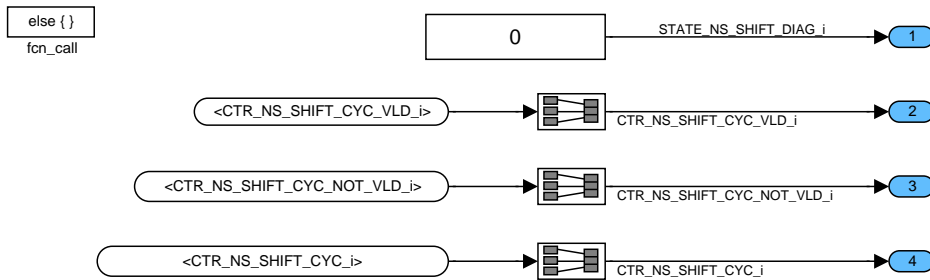 else { }
fcn_call
0
STATE_NS_SHIFT_DIAG_i
1
<CTR_NS_SHIFT_CYC_VLD_i>
CTR_NS_SHIFT_CYC_VLD_i
2
<CTR_NS_SHIFT_CYC_NOT_VLD_i>
CTR_NS_SHIFT_CYC_NOT_VLD_i
3
<CTR_NS_SHIFT_CYC_i>
CTR_NS_SHIFT_CYC_i
4